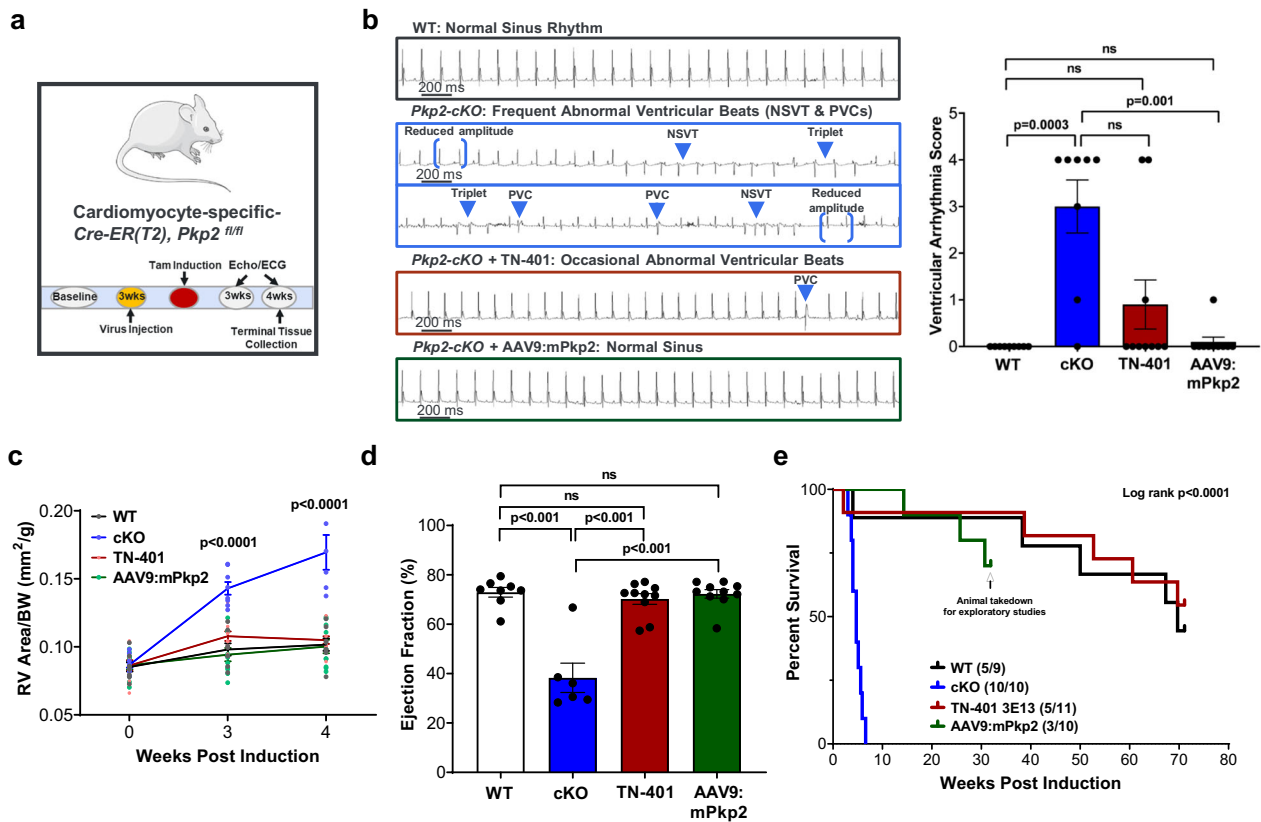 a
Cardiomyocyte-specific-
Cre-ER(T2), Pkp2 fl/fl
Tam Induction
Echo/ECG
Baseline
3wks
3wks
4wks
Virus Injection
Terminal Tissue
Collection
b
WT: Normal Sinus Rhythm
200 ms
Pkp2-cKO: Frequent Abnormal Ventricular Beats (NSVT & PVCs)
Reduced amplitude
NSVT
Triplet
200 ms
Triplet
PVC
PVC
NSVT
Reduced
amplitude
Pkp2-cKO + TN-401: Occasional Abnormal Ventricular Beats
PVC
200 ms
Pkp2-cKO + AAV9:mPkp2: Normal Sinus
200 ms
ns
ns
p=0.001
p=0.0003
ns
Ventricular Arrhythmia Score
5
4
3
2
1
0
WT
cKO
TN-401
AAV9:
mPkp2
c
RV Area/BW (mm²/g)
0.20
0.15
0.10
0.05
WT
cKO
TN-401
AAV9:mPkp2
p<0.0001
p<0.0001
0
3
4
Weeks Post Induction
d
ns
ns
p<0.001
p<0.001
p<0.001
Ejection Fraction (%)
100
80
60
40
20
0
WT
cKO
TN-401
AAV9:
mPkp2
e
Log rank p<0.0001
Percent Survival
100
50
0
Animal takedown
for exploratory studies
WT (5/9)
cKO (10/10)
TN-401 3E13 (5/11)
AAV9:mPkp2 (3/10)
0
10
20
30
40
50
60
70
80
Weeks Post Induction